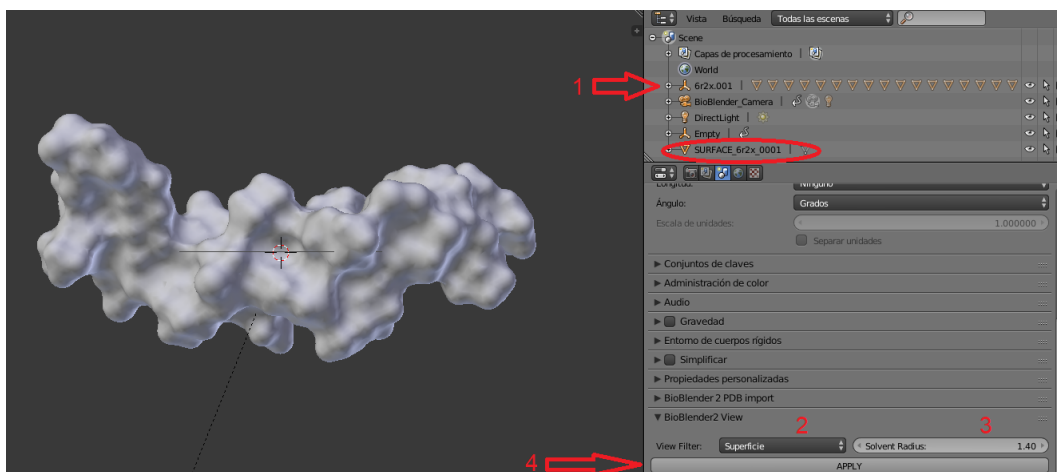 Vista Búsqueda Todas las escenas
Scene
Capas de procesamiento
World
1
6r2x.001
BioBlender_Camera
DirectLight
Empty
SURFACE_6r2x_0001
Longitud: Ninguno
Ángulo: Grados
Escala de unidades: 1.000000
Separar unidades
Conjuntos de claves
Administración de color
Audio
Gravedad
Entorno de cuerpos rígidos
Simplificar
Propiedades personalizadas
BioBlender 2 PDB import
BioBlender2 View
2 3
View Filter: Superficie Solvent Radius: 1.40
4 APPLY